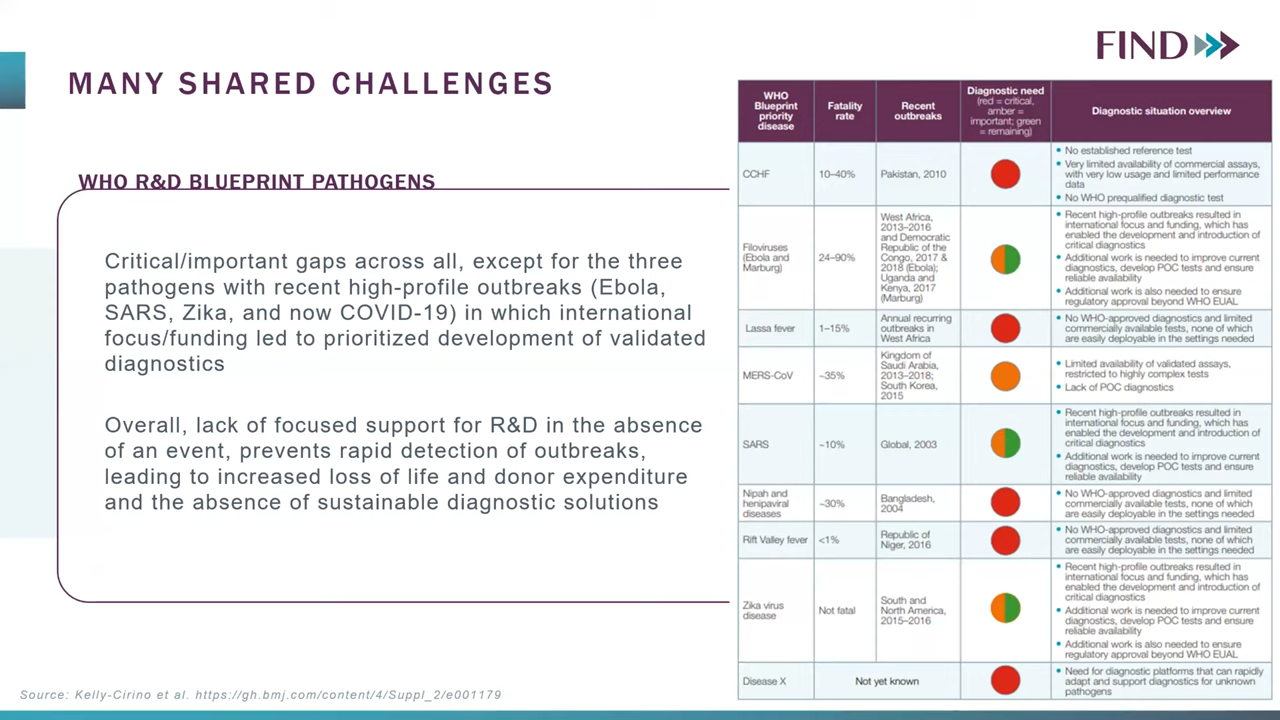 FIND
MANY SHARED CHALLENGES
WHO R&D BLUEPRINT PATHOGENS
Critical/important gaps across all, except for the three
pathogens with recent high-profile outbreaks (Ebola,
SARS, Zika, and now COVID-19) in which international
focus/funding led to prioritized development of validated
diagnostics
Overall, lack of focused support for R&D in the absence
of an event, prevents rapid detection of outbreaks,
leading to increased loss of life and donor expenditure
and the absence of sustainable diagnostic solutions
WHO
Blueprint
priority
disease
Fatality
rate
Recent
outbreaks
Diagnostic need
(red = critical,
amber =
important; green
= remaining)
Diagnostic situation overview
CCHF
10–40%
Pakistan, 2010
• No established reference test
• Very limited availability of commercial assays,
with very low usage and limited performance
data
• No WHO prequalified diagnostic test
Filoviruses
(Ebola and
Marburg)
24–90%
West Africa,
2013–2016
and Democratic
Republic of the
Congo, 2017 &
2018 (Ebola);
Uganda and
Kenya, 2017
(Marburg)
• Recent high-profile outbreaks resulted in
international focus and funding, which has
enabled the development and introduction of
critical diagnostics
• Additional work is needed to improve current
diagnostics, develop POC tests and ensure
reliable availability
• Additional work is also needed to ensure
regulatory approval beyond WHO EUAL
Lassa fever
1–15%
Annual recurring
outbreaks in
West Africa
• No WHO-approved diagnostics and limited
commercially available tests, none of which
are easily deployable in the settings needed
MERS-CoV
~35%
Kingdom of
Saudi Arabia,
2013–2018;
South Korea,
2015
• Limited availability of validated assays,
restricted to highly complex tests
• Lack of POC diagnostics
SARS
~10%
Global, 2003
• Recent high-profile outbreaks resulted in
international focus and funding, which has
enabled the development and introduction of
critical diagnostics
• Additional work is needed to improve current
diagnostics, develop POC tests and ensure
reliable availability
Nipah and
henipaviral
diseases
~30%
Bangladesh,
2004
• No WHO-approved diagnostics and limited
commercially available tests, none of which
are easily deployable in the settings needed
Rift Valley fever
<1%
Republic of
Niger, 2016
• No WHO-approved diagnostics and limited
commercially available tests, none of which
are easily deployable in the settings needed
Zika virus
disease
Not fatal
South and
North America,
2015–2016
• Recent high-profile outbreaks resulted in
international focus and funding, which has
enabled the development and introduction of
critical diagnostics
• Additional work is needed to improve current
diagnostics, develop POC tests and ensure
reliable availability
• Additional work is also needed to ensure
regulatory approval beyond WHO EUAL
Disease X
Not yet known
• Need for diagnostic platforms that can rapidly
adapt and support diagnostics for unknown
pathogens
Source: Kelly-Cirino et al. https://gh.bmj.com/content/4/Suppl_2/e001179